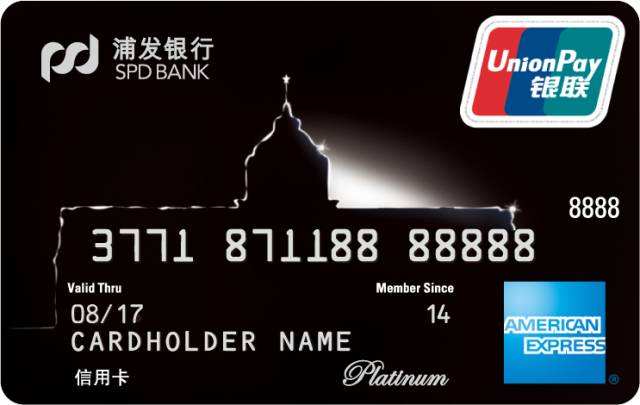 浦发银行
SPD BANK
UnionPay
银联
8888
3771 871188 88888
Valid Thru
Member Since
08/17
14
CARDHOLDER NAME
信用卡
Platinum
AMERICAN
EXPRESS
®